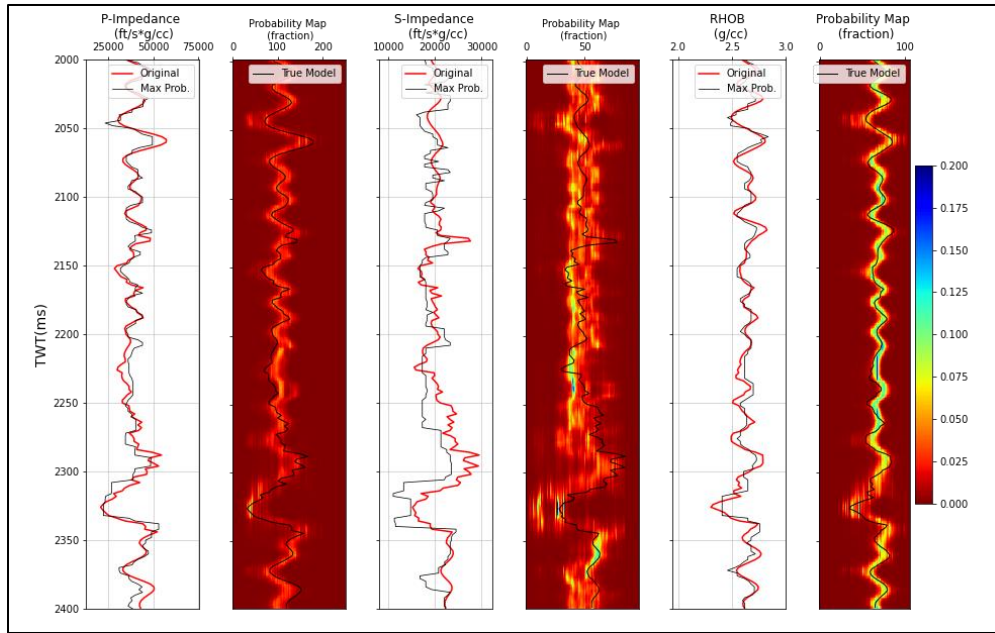 P-Impedance
(ft/s*g/cc)
25000 50000 75000
Probability Map
(fraction)
0 100 200
S-Impedance
(ft/s*g/cc)
10000 20000 30000
Probability Map
(fraction)
50
RHOB
(g/cc)
2.0 2.5 3.0
Probability Map
(fraction)
0 100
Original
Max Prob.
True Model
Original
Max Prob.
True Model
Original
Max Prob.
True Model
TWT(ms)
2000
2050
2100
2150
2200
2250
2300
2350
2400
0.200
0.175
0.150
0.125
0.100
0.075
0.050
0.025
0.000